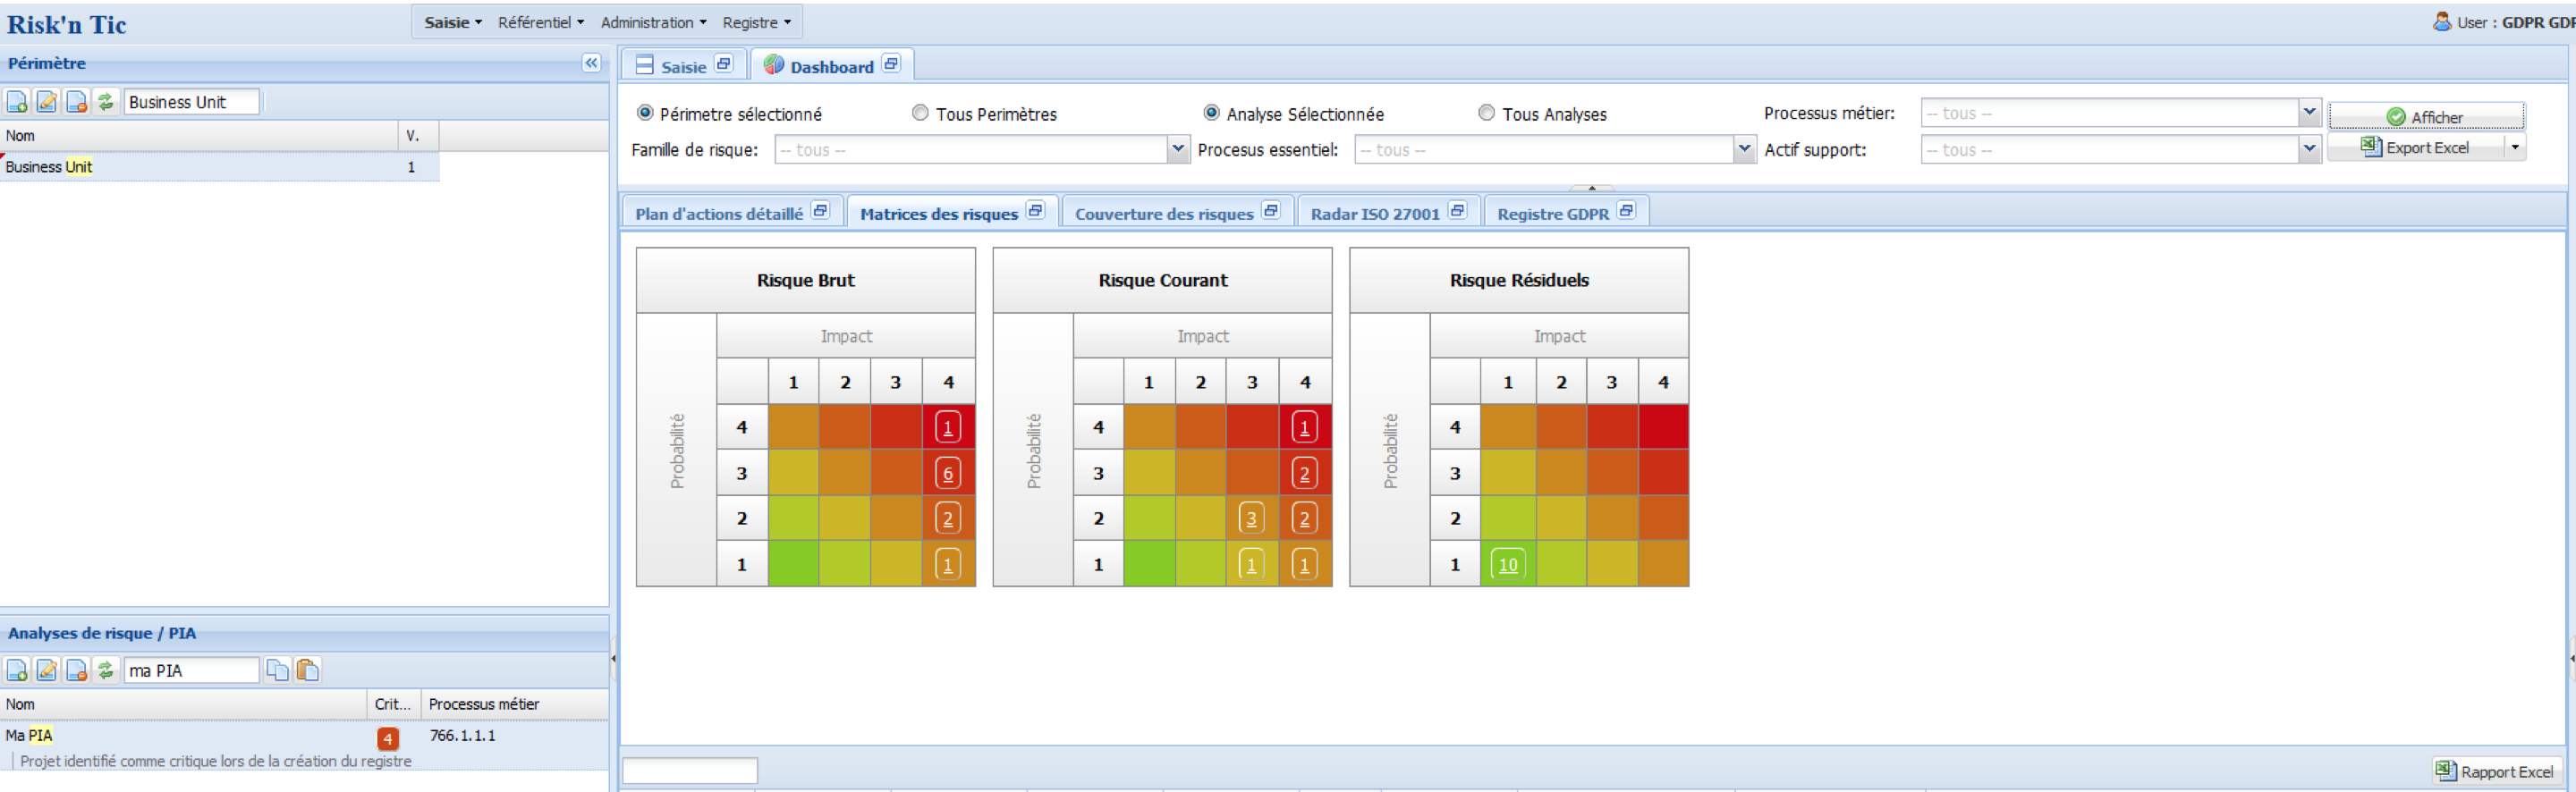 Risk'n Tic
Saisie Référentiel Administration Registre
User : GDPR GDP
Périmètre
Business Unit
Nom V.
Business Unit 1
Analyses de risque / PIA
ma PIA
Nom Crit... Processus métier
Ma PIA 4 766.1.1.1
Projet identifié comme critique lors de la création du registre
Saisie Dashboard
Périmetre sélectionné Tous Perimètres Analyse Sélectionnée Tous Analyses Processus métier: -- tous -- Afficher
Famille de risque: -- tous -- Procesus essentiel: -- tous -- Actif support: -- tous -- Export Excel
Plan d'actions détaillé Matrices des risques Couverture des risques Radar ISO 27001 Registre GDPR
Risque Brut
Impact
Probabilité
1 2 3 4
4 1
3 6
2 2
1 1
Risque Courant
Impact
Probabilité
1 2 3 4
4 1
3 2
2 3 2
1 1 1
Risque Résiduels
Impact
Probabilité
1 2 3 4
4
3
2
1 10
Rapport Excel